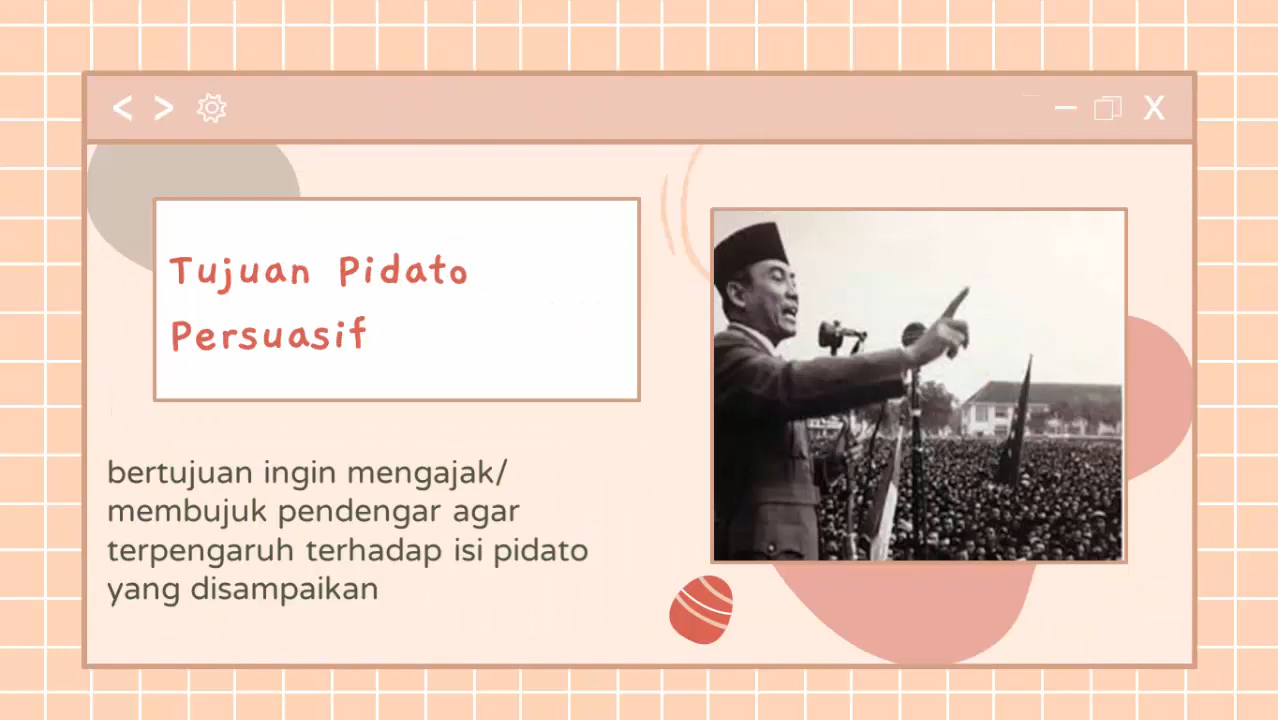 Tujuan Pidato
Persuasif
bertujuan ingin mengajak/
membujuk pendengar agar
terpengaruh terhadap isi pidato
yang disampaikan